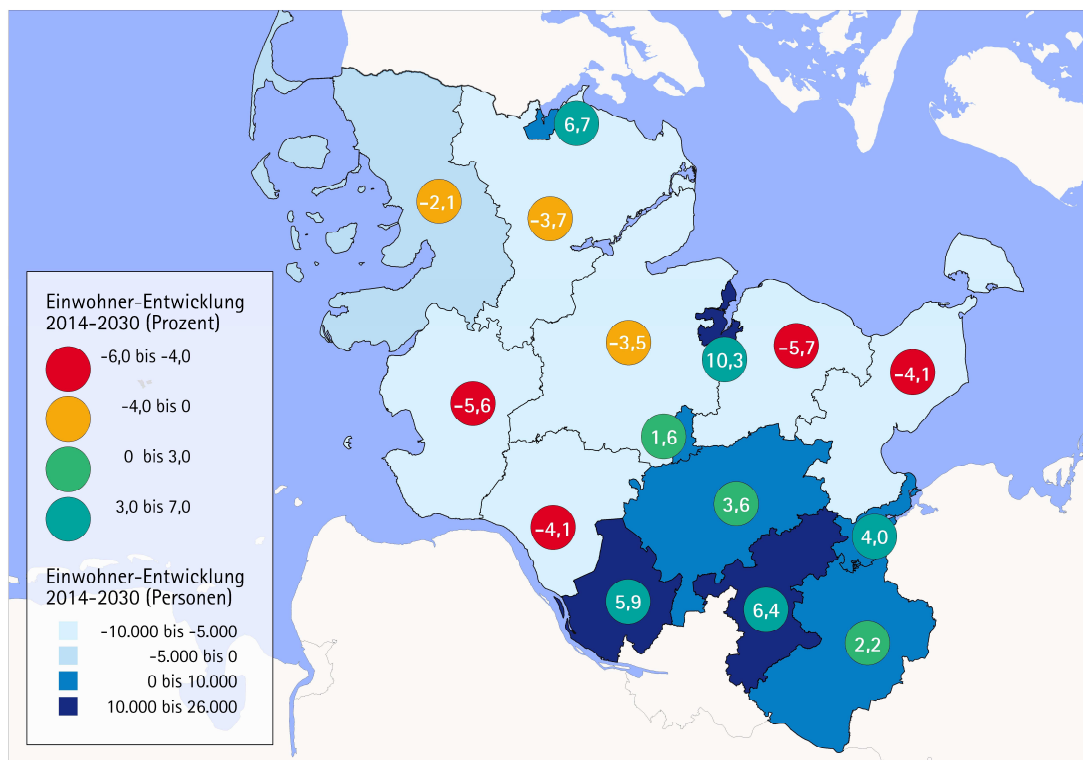 6,7
-2,1
-3,7
Einwohner-Entwicklung
2014-2030 (Prozent)
-6,0 bis -4,0
-4,0 bis 0
0 bis 3,0
3,0 bis 7,0
-3,5
10,3
-5,7
-4,1
-5,6
1,6
3,6
-4,1
4,0
5,9
6,4
2,2
Einwohner-Entwicklung
2014-2030 (Personen)
-10.000 bis -5.000
-5.000 bis 0
0 bis 10.000
10.000 bis 26.000